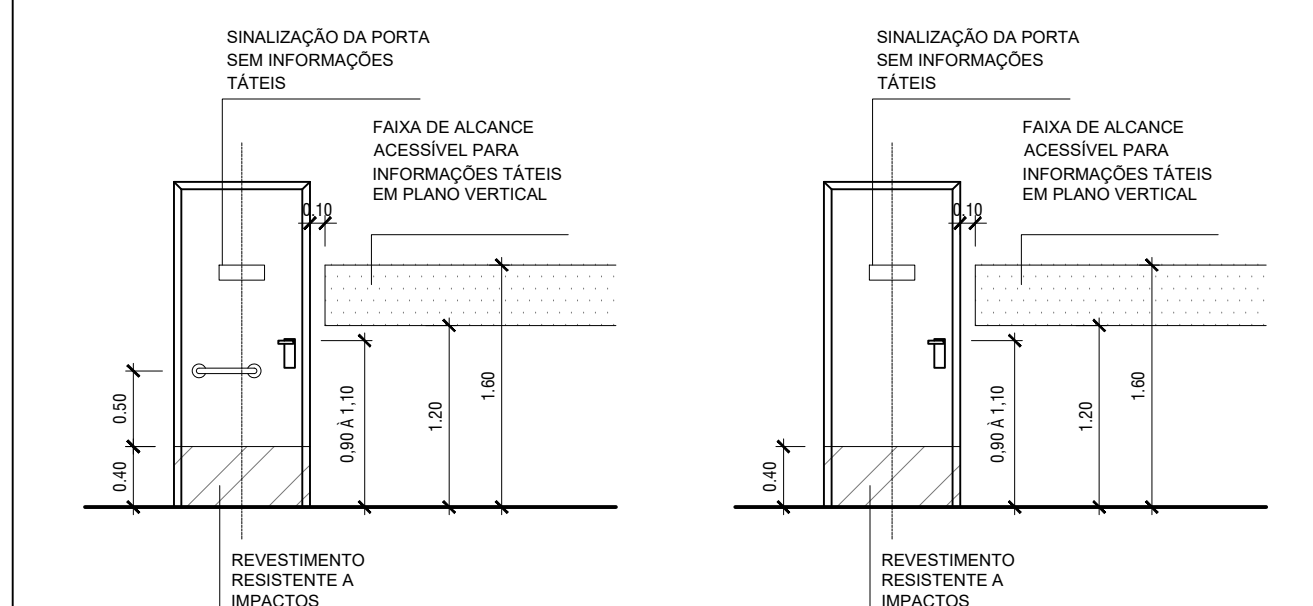 SINALIZAÇÃO DA PORTA
SEM INFORMAÇÕES
TÁTEIS
FAIXA DE ALCANCE
ACESSÍVEL PARA
INFORMAÇÕES TÁTEIS
EM PLANO VERTICAL
0.10
0.50
0.40
0,90 À 1,10
1.20
1.60
REVESTIMENTO
RESISTENTE A
IMPACTOS
SINALIZAÇÃO DA PORTA
SEM INFORMAÇÕES
TÁTEIS
FAIXA DE ALCANCE
ACESSÍVEL PARA
INFORMAÇÕES TÁTEIS
EM PLANO VERTICAL
0.10
0.40
0,90 À 1,10
1.20
1.60
REVESTIMENTO
RESISTENTE A
IMPACTOS